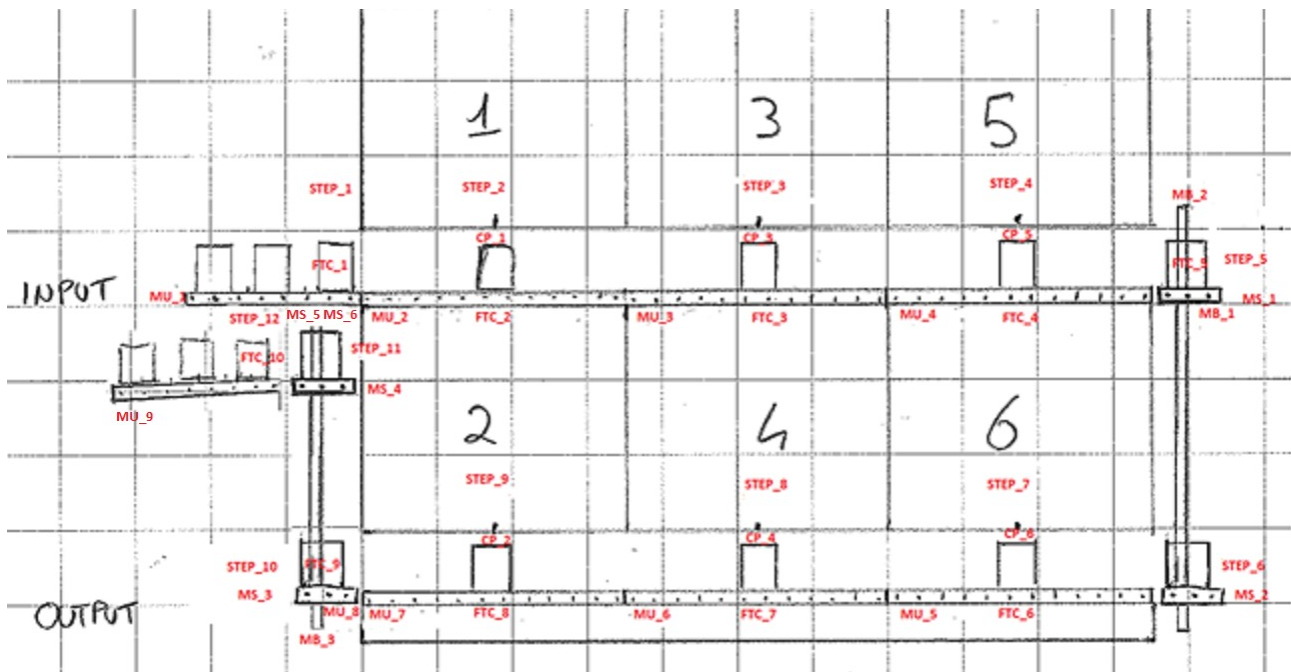 1 3 5
STEP_1 STEP_2 STEP_3 STEP_4
MB_2
CP_1 CP_3 CP_5
FTC_1 STEP_5
INPUT MU_ MS_1
STEP_12 MS_5 MS_6 MU_2 FTC_2 MU_3 FTC_3 MU_4 FTC_4 MB_1
FTC_10 STEP_11
MS_4
MU_9
2 4 6
STEP_9 STEP_8 STEP_7
CP_2 CP_4 CP_6
STEP_10 FTC_9 STEP_6
MS_3 MS_2
OUTPUT MU_8 MU_7 FTC_8 MU_6 FTC_7 MU_5 FTC_6
MB_3